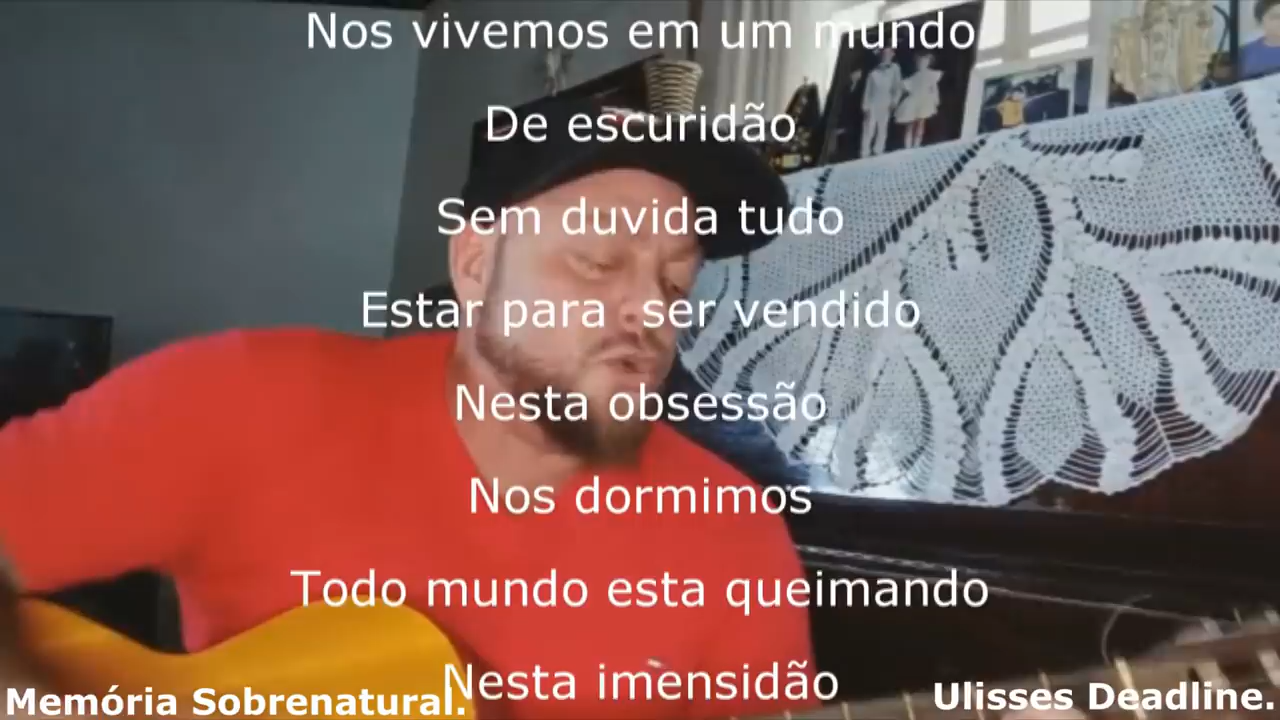 Nos vivemos em um mundo
De escuridão
Sem duvida tudo
Estar para ser vendido
Nesta obsessão
Nos dormimos
Todo mundo esta queimando
Nesta imensidão
Memória Sobrenatural.
Ulisses Deadline.